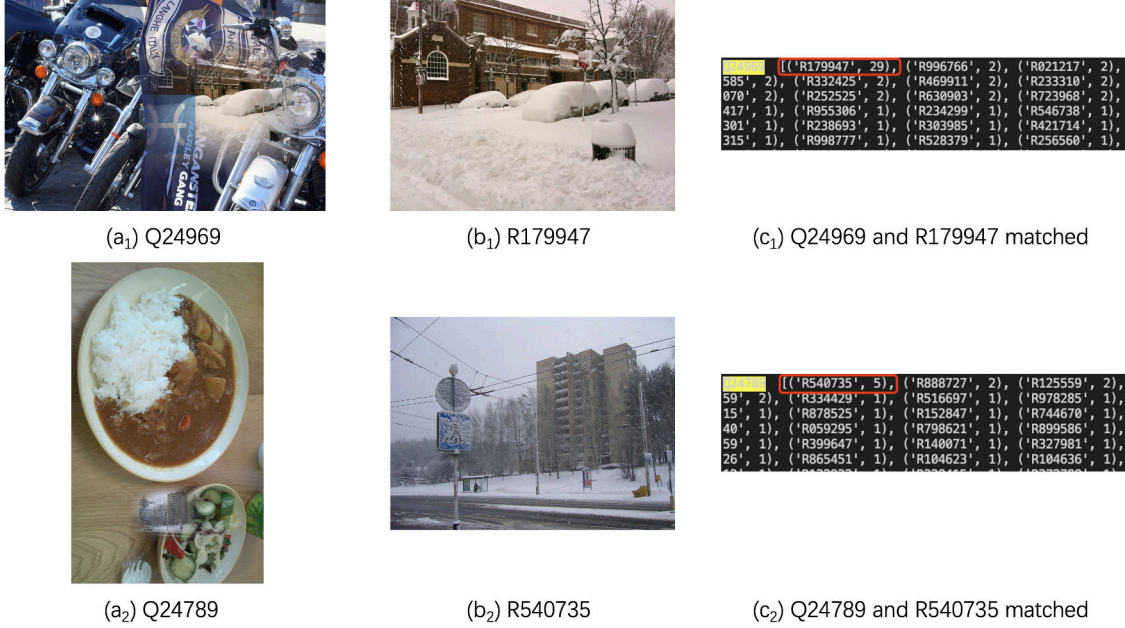 LANGHE ITALY
GANGSTER
HARLEY GANG
(a₁) Q24969
(b₁) R179947
Q24969 [('R179947', 29), ('R996766', 2), ('R021217', 2),
585', 2), ('R332425', 2), ('R469911', 2), ('R233310', 2),
070', 2), ('R252525', 2), ('R630903', 2), ('R723968', 2),
417', 1), ('R955306', 1), ('R234299', 1), ('R546738', 1),
301', 1), ('R238693', 1), ('R303985', 1), ('R421714', 1),
315', 1), ('R998777', 1), ('R528379', 1), ('R256560', 1),
(c₁) Q24969 and R179947 matched
(a₂) Q24789
(b₂) R540735
Q24789 [('R540735', 5), ('R888727', 2), ('R125559', 2),
59', 2), ('R334429', 1), ('R516697', 1), ('R978285', 1),
15', 1), ('R878525', 1), ('R152847', 1), ('R744670', 1),
40', 1), ('R059295', 1), ('R798621', 1), ('R899586', 1),
59', 1), ('R399647', 1), ('R140071', 1), ('R327981', 1),
26', 1), ('R865451', 1), ('R104623', 1), ('R104636', 1),
(c₂) Q24789 and R540735 matched